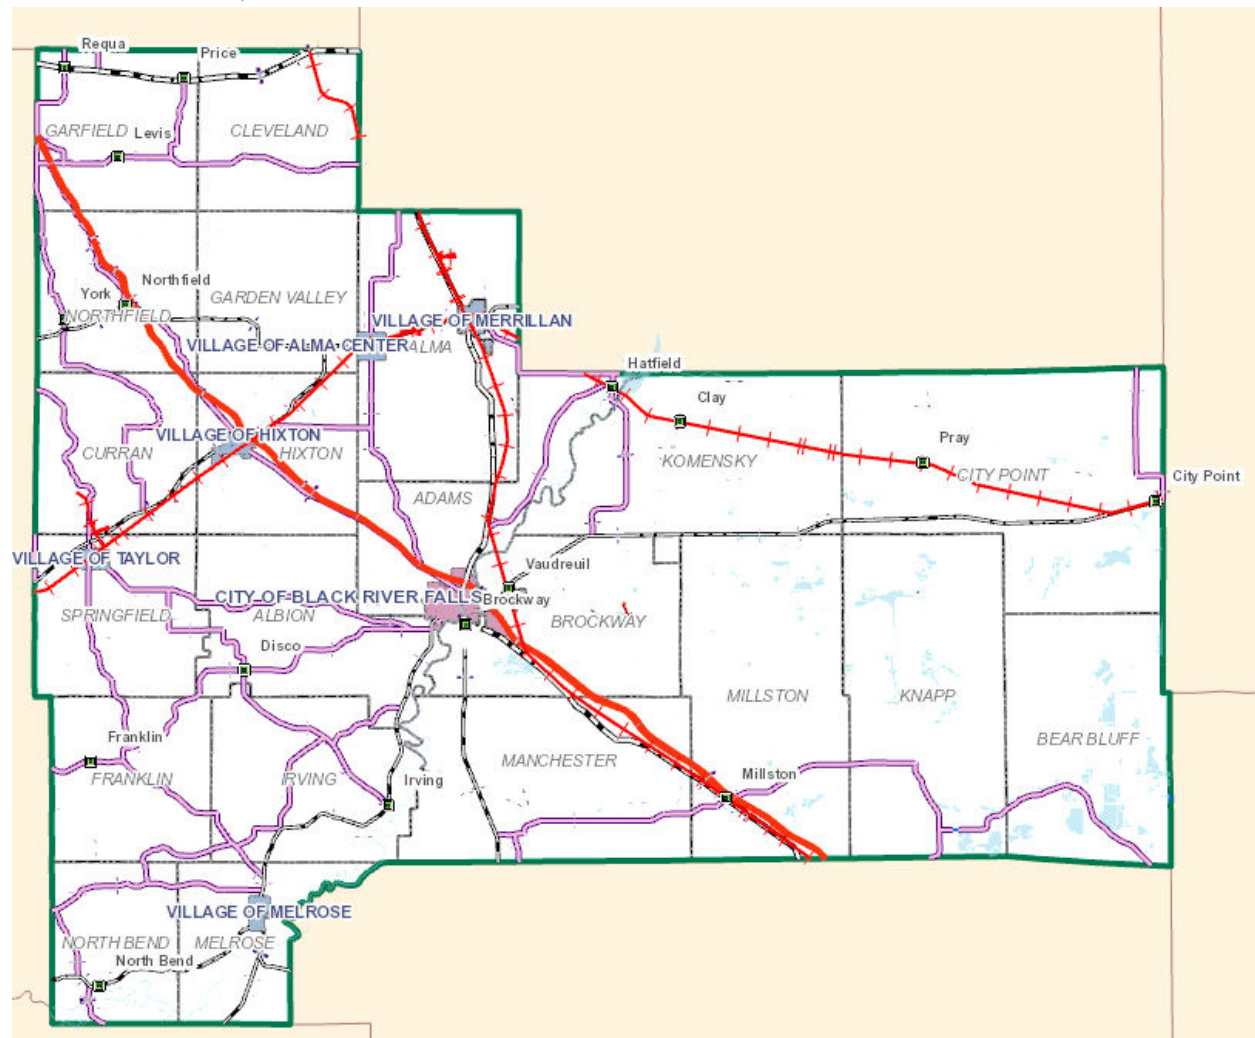 Requa
Price
GARFIELD
Levis
CLEVELAND
Northfield
York
GARDEN VALLEY
NORTHFIELD
VILLAGE OF MERRILLAN
VILLAGE OF ALMA CENTER
ALMA
Hatfield
Clay
VILLAGE OF HIXTON
Pray
CURRAN
HIXTON
KOMENSKY
CITY POINT
City Point
ADAMS
VILLAGE OF TAYLOR
Vaudreuil
CITY OF BLACK RIVER FALLS
Brockway
SPRINGFIELD
ALBION
BROCKWAY
Disco
MILLSTON
KNAPP
Franklin
BEAR BLUFF
MANCHESTER
FRANKLIN
IRVING
Irving
Millston
VILLAGE OF MELROSE
NORTH BEND
MELROSE
North Bend